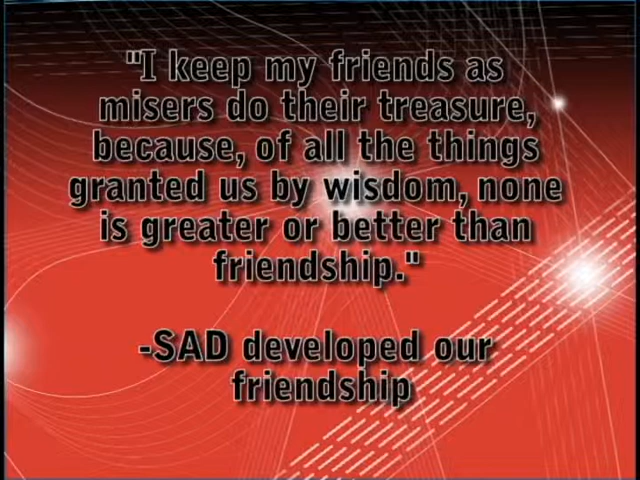 "I keep my friends as
misers do their treasure,
because, of all the things
granted us by wisdom, none
is greater or better than
friendship."
-SAD developed our
friendship